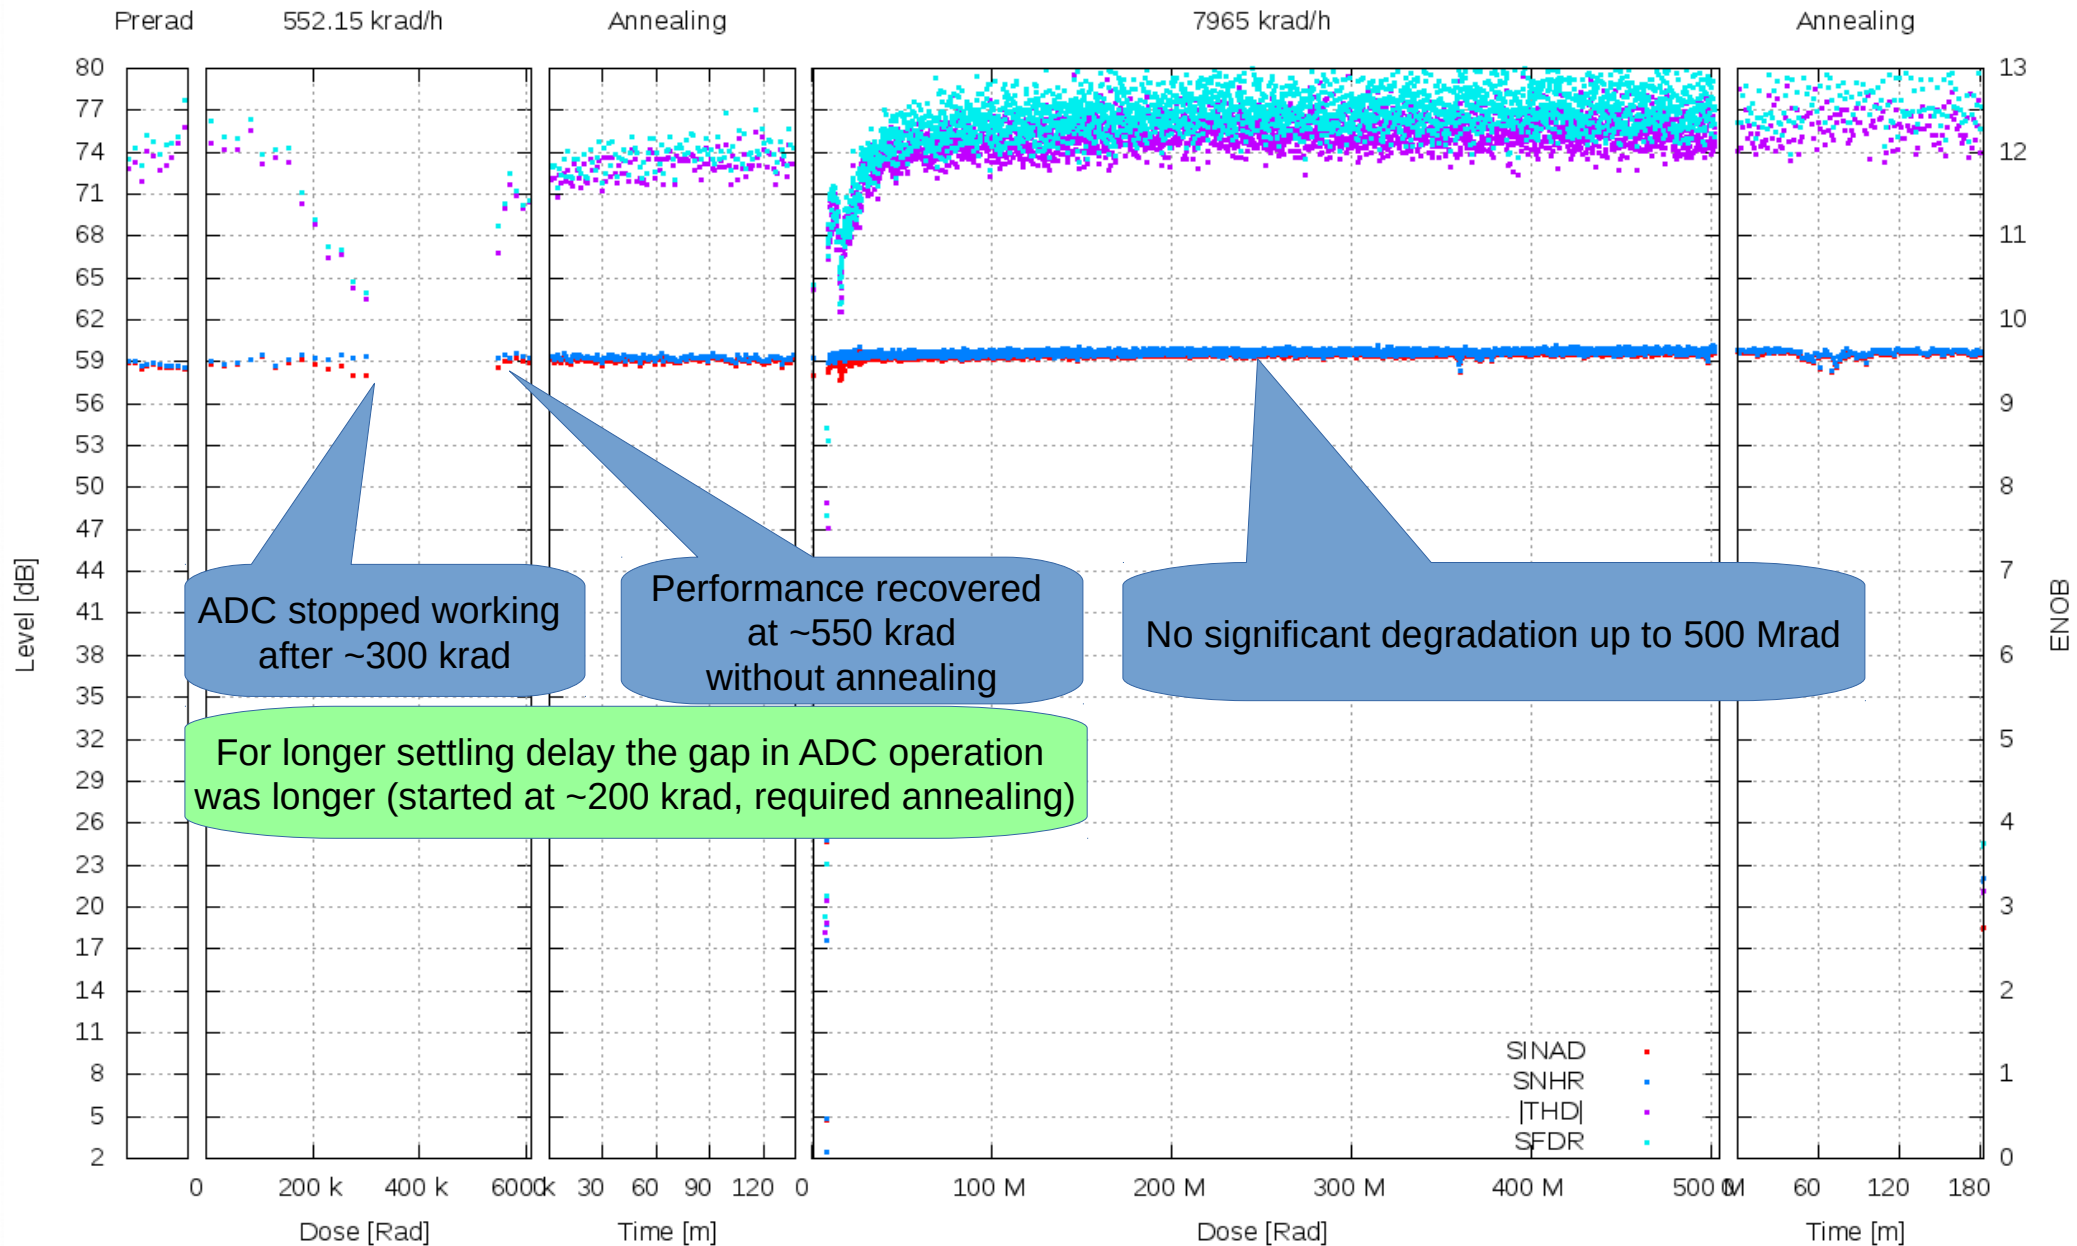 Prerad 552.15 krad/h Annealing 7965 krad/h Annealing
80 13
77
74 12
71
68 11
65
62 10
59
56 9
53
50 8
47
44 7
41
38 6
35
32 5
29
26 4
23
20 3
17
14 2
11
8 1
5
2 0
Level [dB]
ENOB
ADC stopped working
after ~300 krad
Performance recovered
at ~550 krad
without annealing
No significant degradation up to 500 Mrad
For longer settling delay the gap in ADC operation
was longer (started at ~200 krad, required annealing)
SINAD
SNHR
|THD|
SFDR
0 200 k 400 k 600 k 0 30 60 90 120 0 100 M 200 M 300 M 400 M 500 M 0 60 120 180
Dose [Rad] Time [m] Dose [Rad] Time [m]